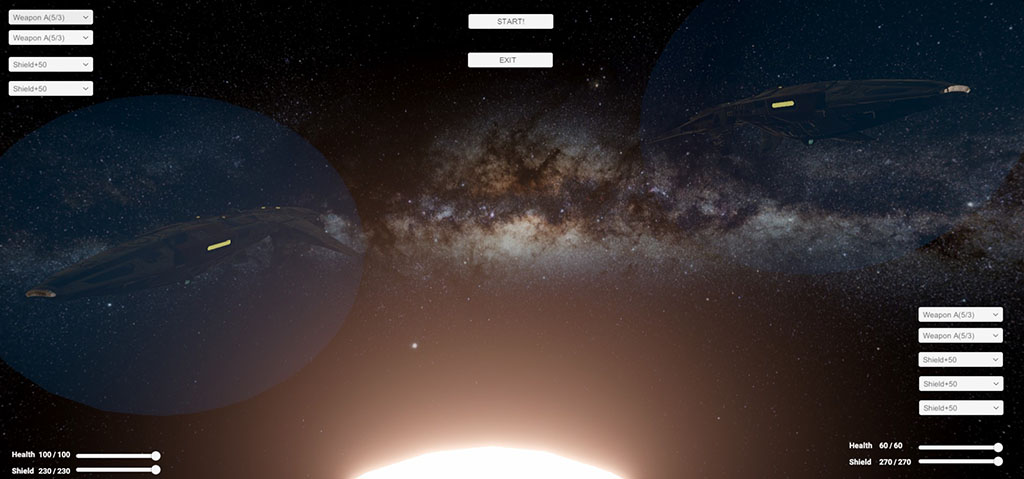 Weapon A(5/3)
Weapon A(5/3)
Shield+50
Shield+50
START!
EXIT
Weapon A(5/3)
Weapon A(5/3)
Shield+50
Shield+50
Shield+50
Health 100 / 100
Shield 230 / 230
Health 60 / 60
Shield 270 / 270